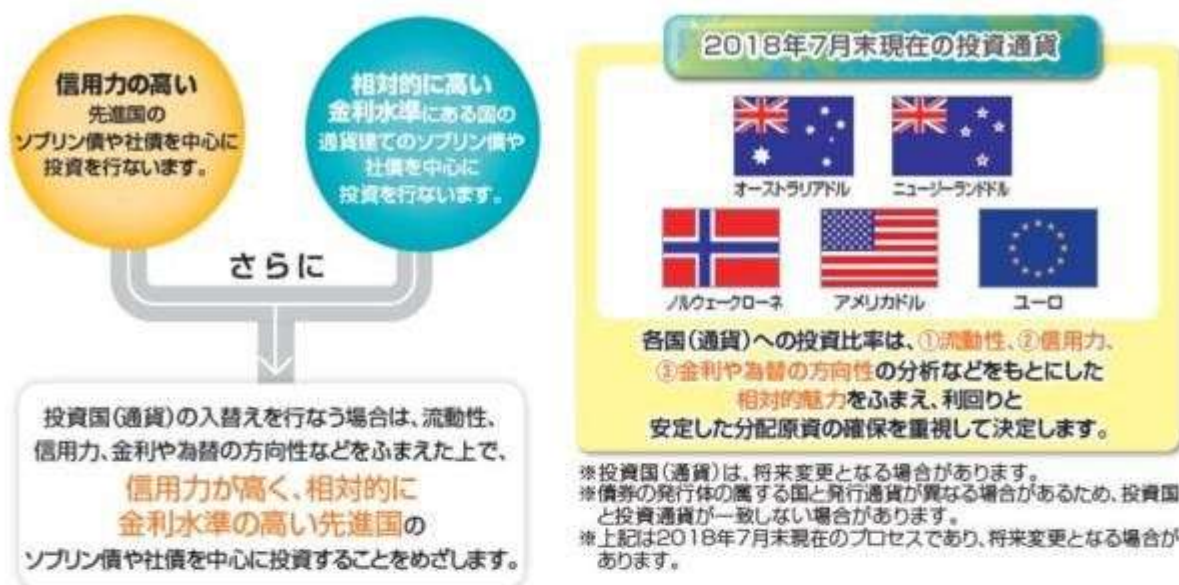 信用力の高い
先進国の
ソブリン債や社債を中心に
投資を行ないます。
相対的に高い
金利水準にある国の
通貨建てのソブリン債や
社債を中心に
投資を行ないます。
さらに
投資国(通貨)の入替えを行なう場合は、流動性、
信用力、金利や為替の方向性などをふまえた上で、
信用力が高く、相対的に
金利水準の高い先進国の
ソブリン債や社債を中心に投資することをめざします。
2018年7月末現在の投資通貨
オーストラリアドル
ニュージーランドドル
ノルウェークローネ
アメリカドル
ユーロ
各国(通貨)への投資比率は、①流動性、②信用力、
③金利や為替の方向性の分析などをもとにした
相対的魅力をふまえ、利回りと
安定した分配原資の確保を重視して決定します。
※投資国(通貨)は、将来変更となる場合があります。
※債券の発行体の属する国と発行通貨が異なる場合があるため、投資国
と投資通貨が一致しない場合があります。
※上記は2018年7月末現在のプロセスであり、将来変更となる場合が
あります。